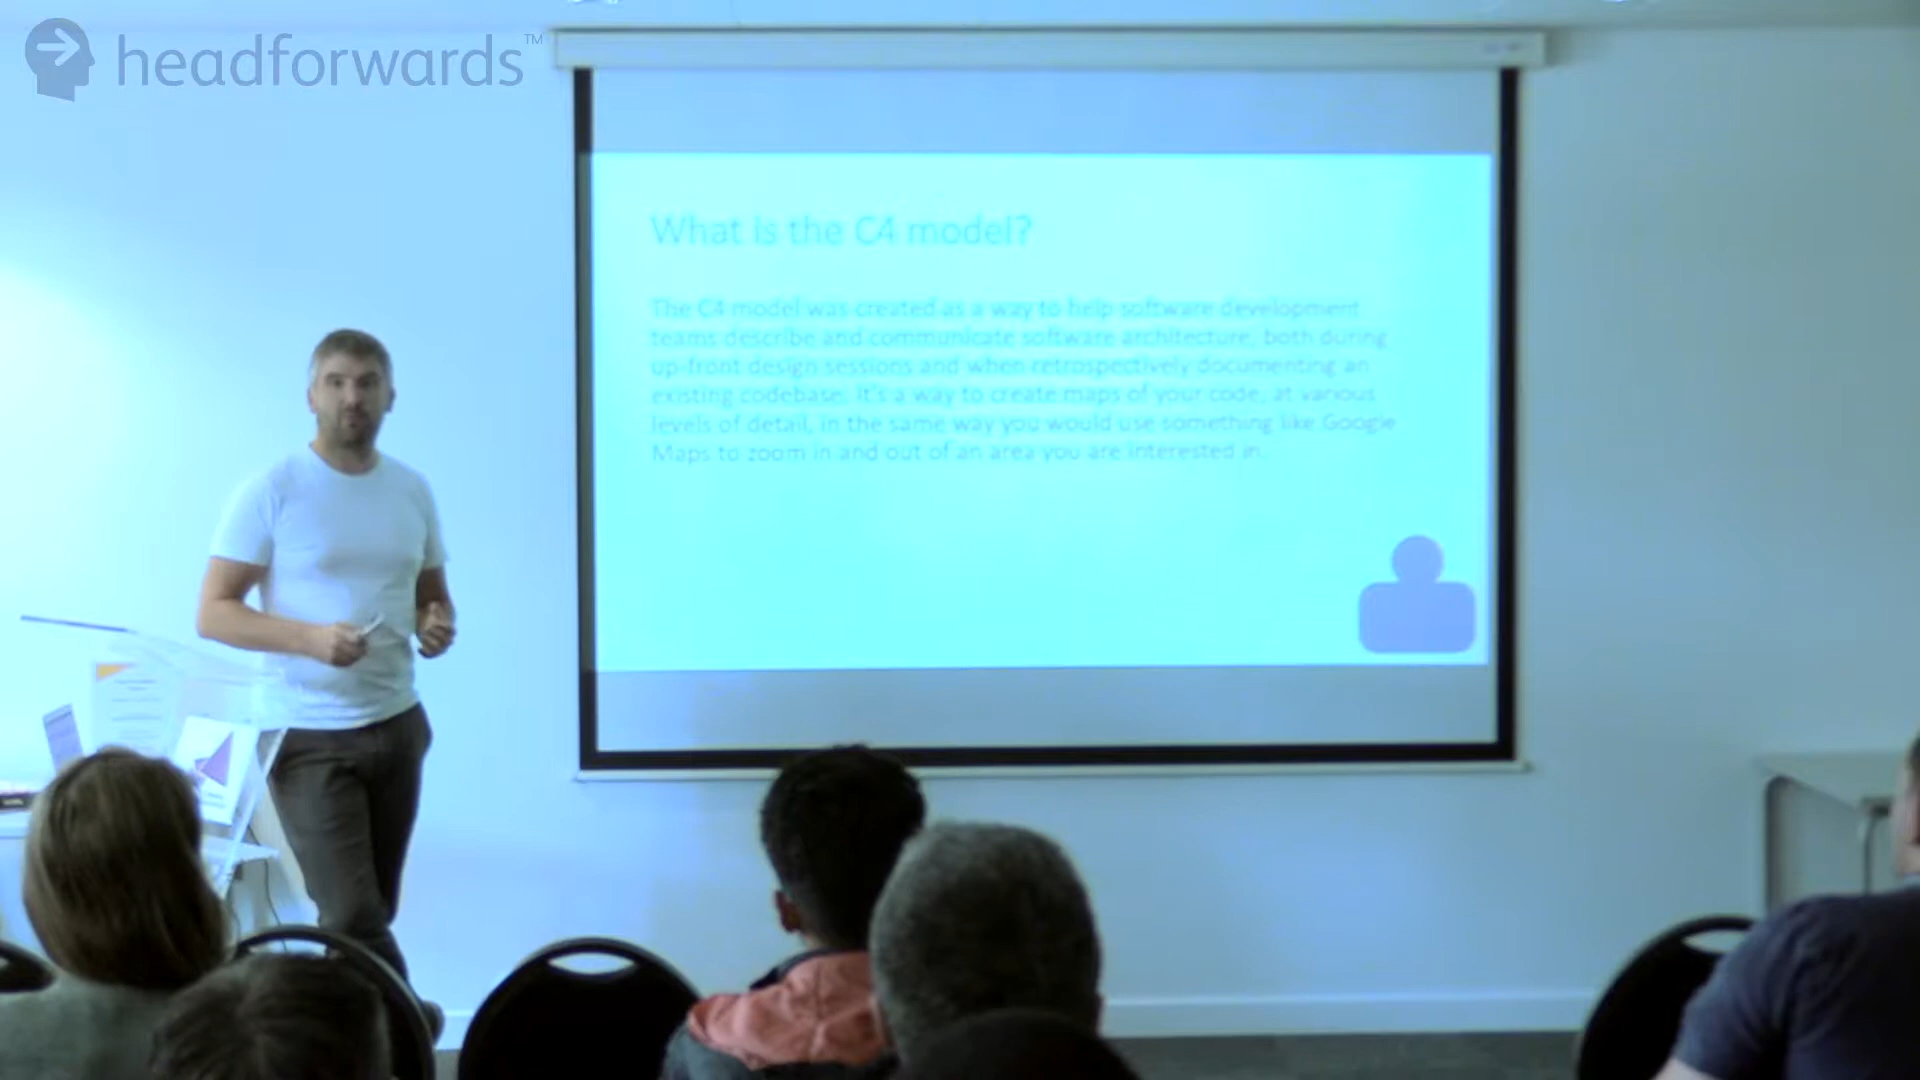 headforwards™
What is the C4 model?
The C4 model was created as a way to help software development
teams describe and communicate software architecture, both during
up-front design sessions and when retrospectively documenting an
existing codebase. It's a way to create maps of your code, at various
levels of detail, in the same way you would use something like Google
Maps to zoom in and out of an area you are interested in.